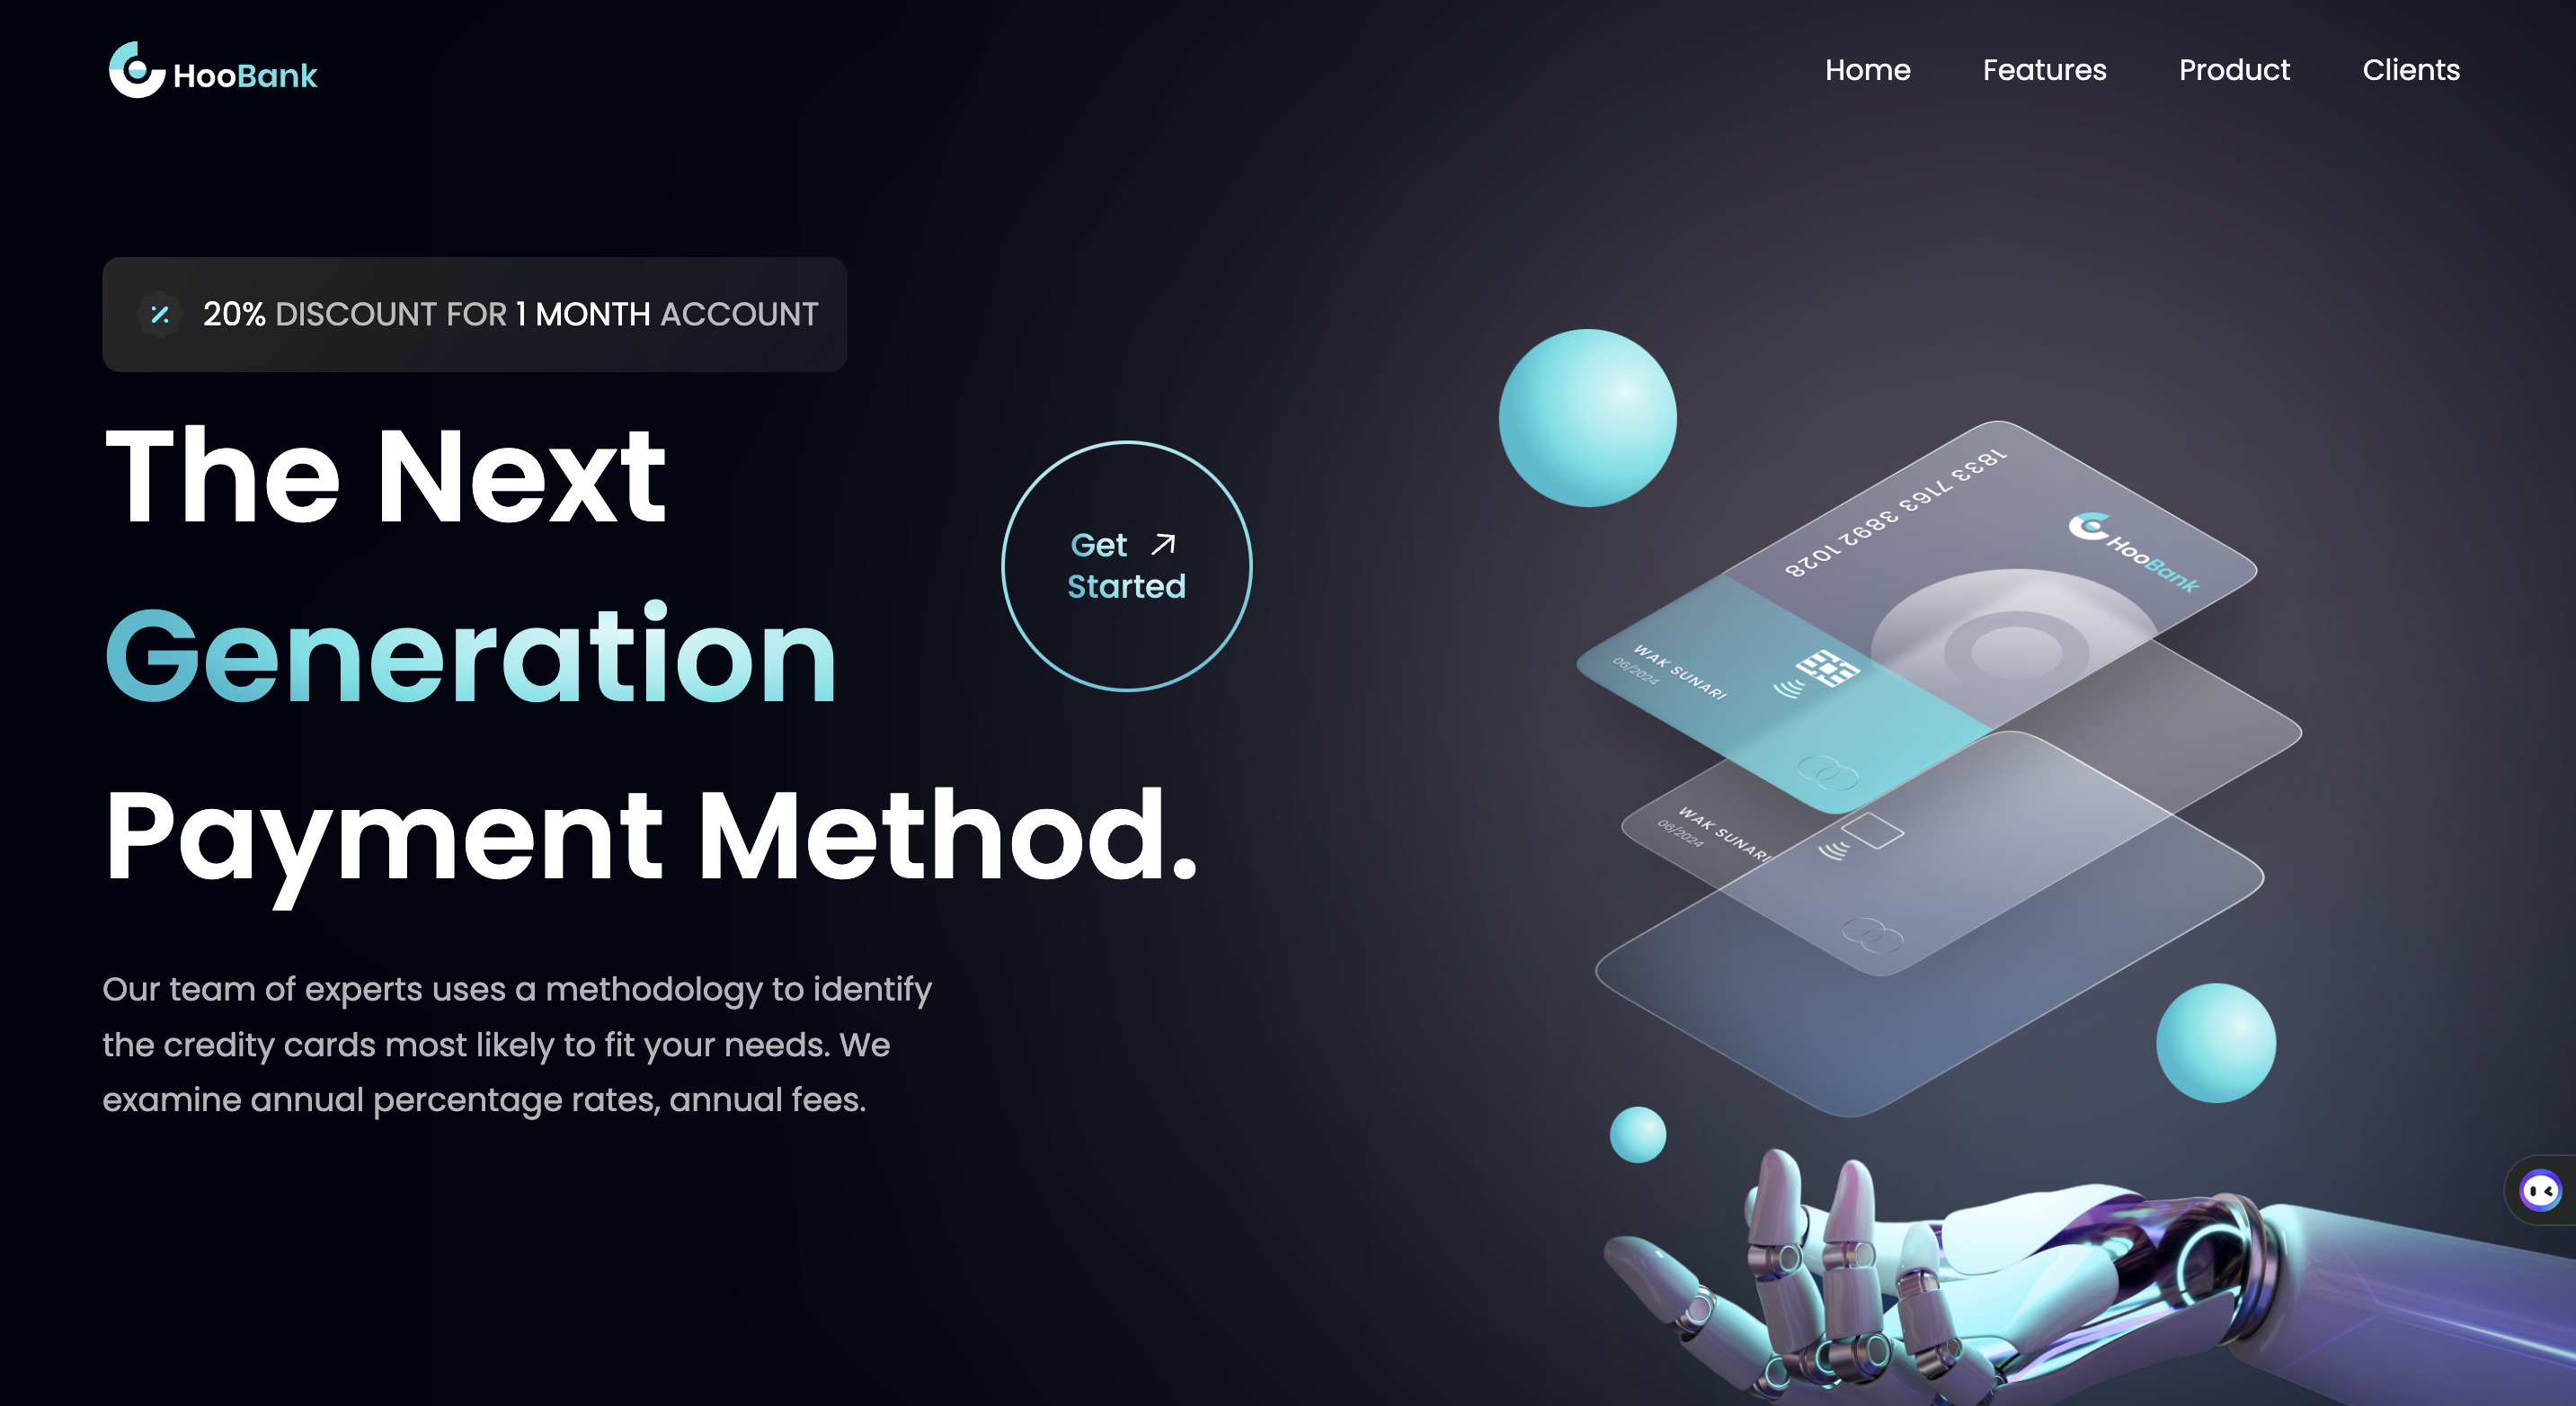 HooBank
Home
Features
Product
Clients
20% DISCOUNT FOR 1 MONTH ACCOUNT
The Next
Generation
Payment Method.
Get
Started
Our team of experts uses a methodology to identify
the credity cards most likely to fit your needs. We
examine annual percentage rates, annual fees.
1833 7163 3892 1028
HooBank
WAK SUNARI
06/2024
WAK SUNARI
06/2024